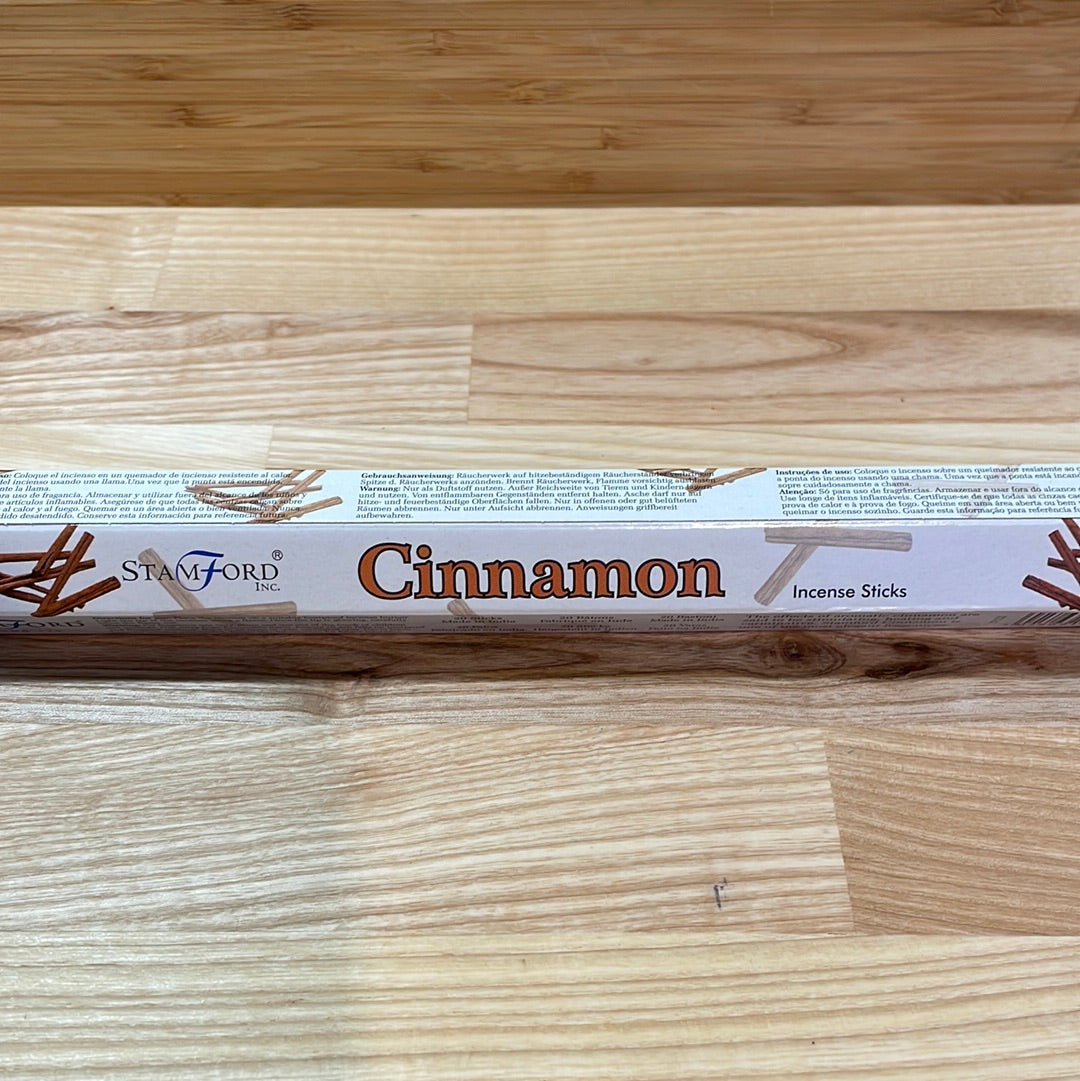 Coloque el incienso en un quemador de incienso resistente al calor
del incienso usando una llama. Una vez que la punta está encendida,
nte la llama.
ra uso de fragancia. Almacenar y utilizar fuera del alcance de los niños y
artículos inflamables. Asegúrese de que todas las cenizas caigan sobre
al calor y al fuego. Quemar en un área abierta o bien ventilado. Nunca
dido desatendido. Conserve esta información para referencia futura.
Gebrauchsanweisung: Räucherwerk auf hitzebeständigem Räucherständer
Spitze d. Räucherwerks anzünden. Brennt Räucherwerk, Flamme vorsichtig ausblasen
Warnung: Nur als Duftstoff nutzen. Außer Reichweite von Tieren und Kindern
und nutzen. Von entflammbaren Gegenständen entfernt halten. Asche darf nur auf
hitze- und feuerbeständige Oberflächen fallen. Nur in offenen oder gut belüfteten
Räumen abbrennen. Nur unter Aufsicht abbrennen. Anweisungen griffbereit
aufbewahren.
Instruções de uso: Coloque o incenso sobre um queimador resistente ao
a ponta do incenso usando uma chama. Uma vez que a ponta está
sopre cuidadosamente a chama.
Atenção: Só para uso de fragrâncias. Armazenar e usar fora do alcance
Use longe de itens inflamáveis. Certifique-se de que todas as cinzas
prova de calor e à prova de fogo. Queime em uma área aberta ou
queimar o incenso sozinho. Guarde esta informação para referência
STAMFORD®
INC.
Cinnamon
Incense Sticks